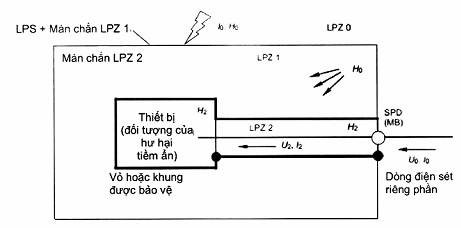 LPS + Màn chắn LPZ 1
I0 H0
LPZ 0
Màn chắn LPZ 2
LPZ 1
H0
H2
SPD
(MB)
Thiết bị
(đối tượng của
hư hại
tiềm ẩn)
LPZ 2
H2
U2, I2
U0 I0
Vỏ hoặc khung
được bảo vệ
Dòng điện sét
riêng phần